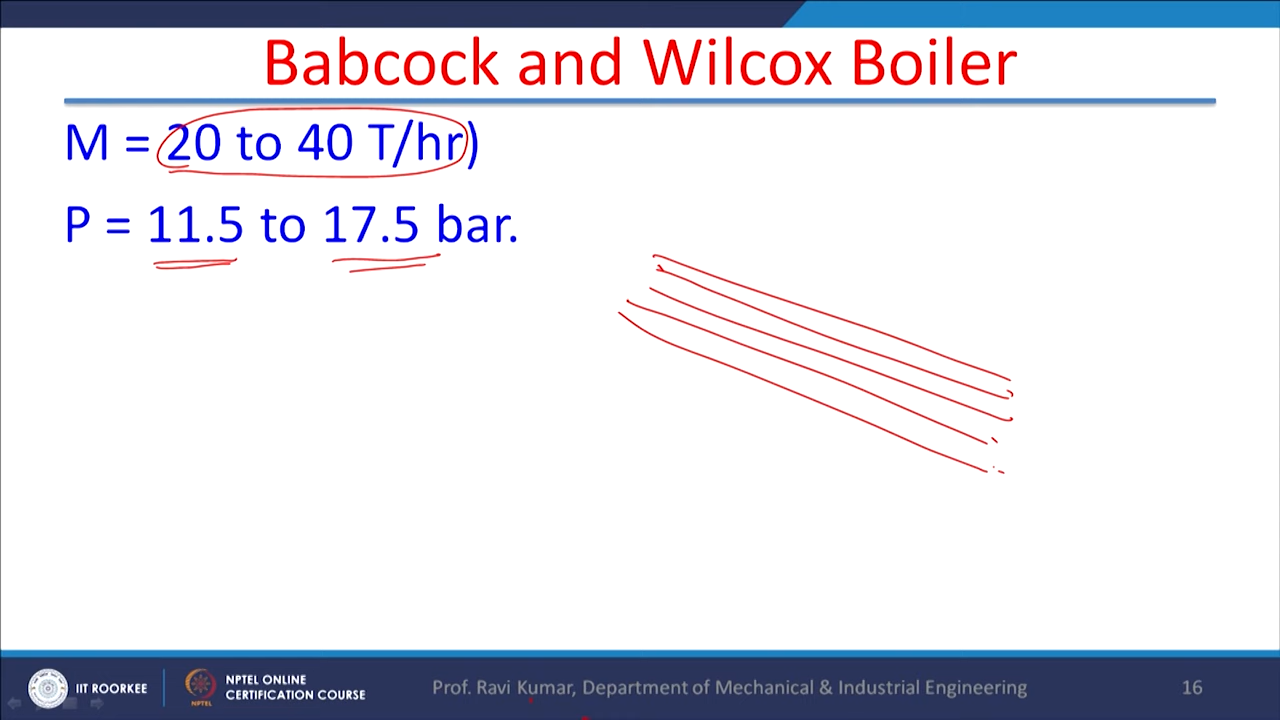 Babcock and Wilcox Boiler
M = 20 to 40 T/hr)
P = 11.5 to 17.5 bar.
IIT ROORKEE
NPTEL ONLINE
CERTIFICATION COURSE
Prof. Ravi Kumar, Department of Mechanical & Industrial Engineering
16